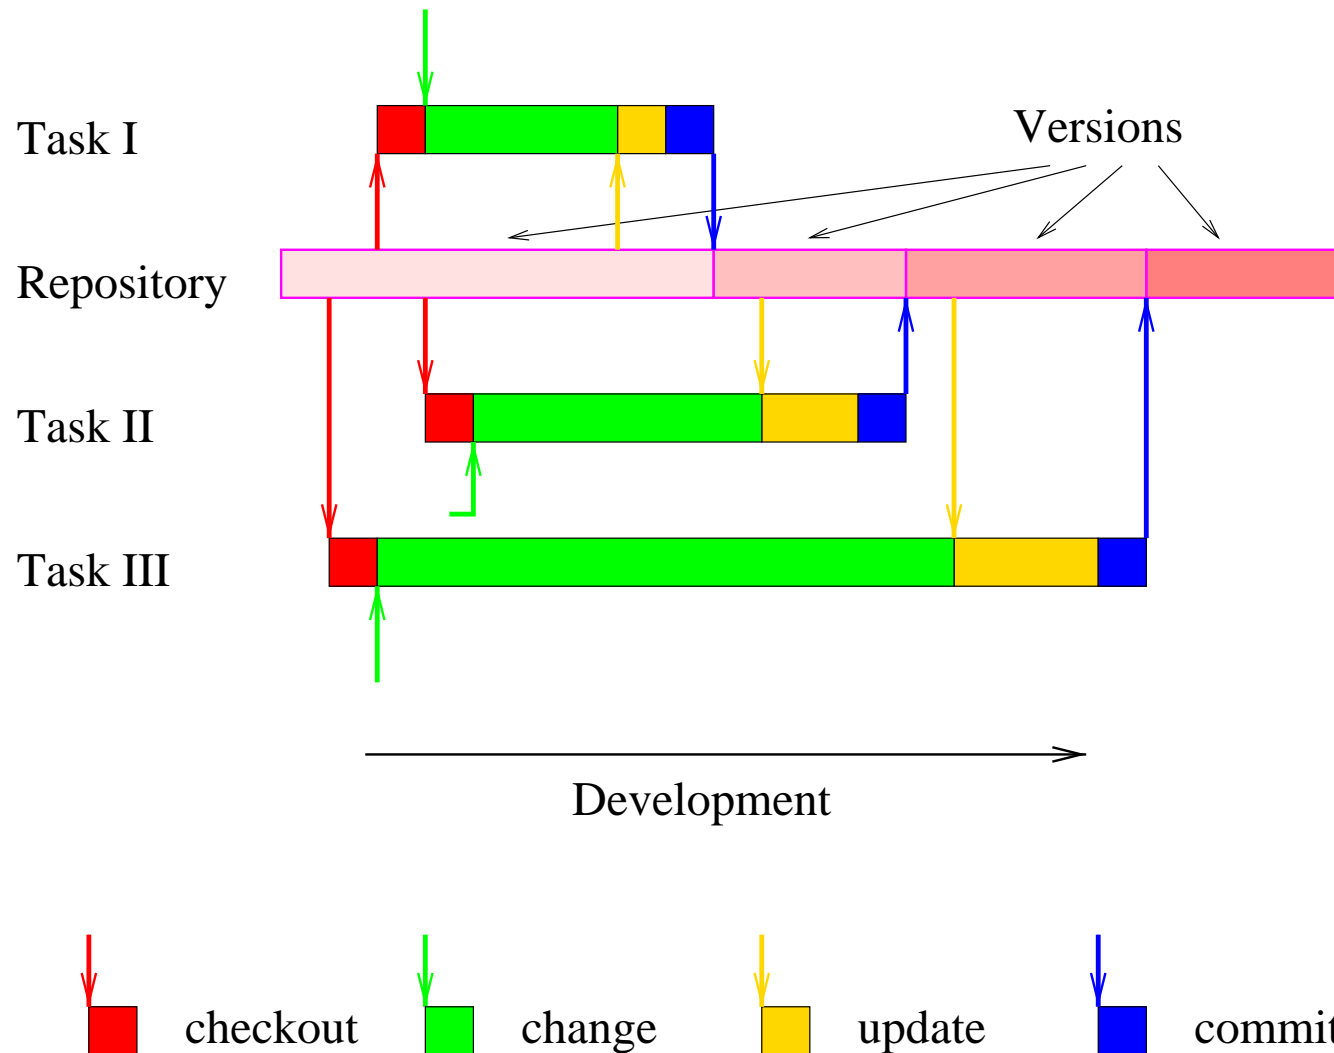 Task I
Versions
Repository
Task II
Task III
Development
checkout
change
update
commit